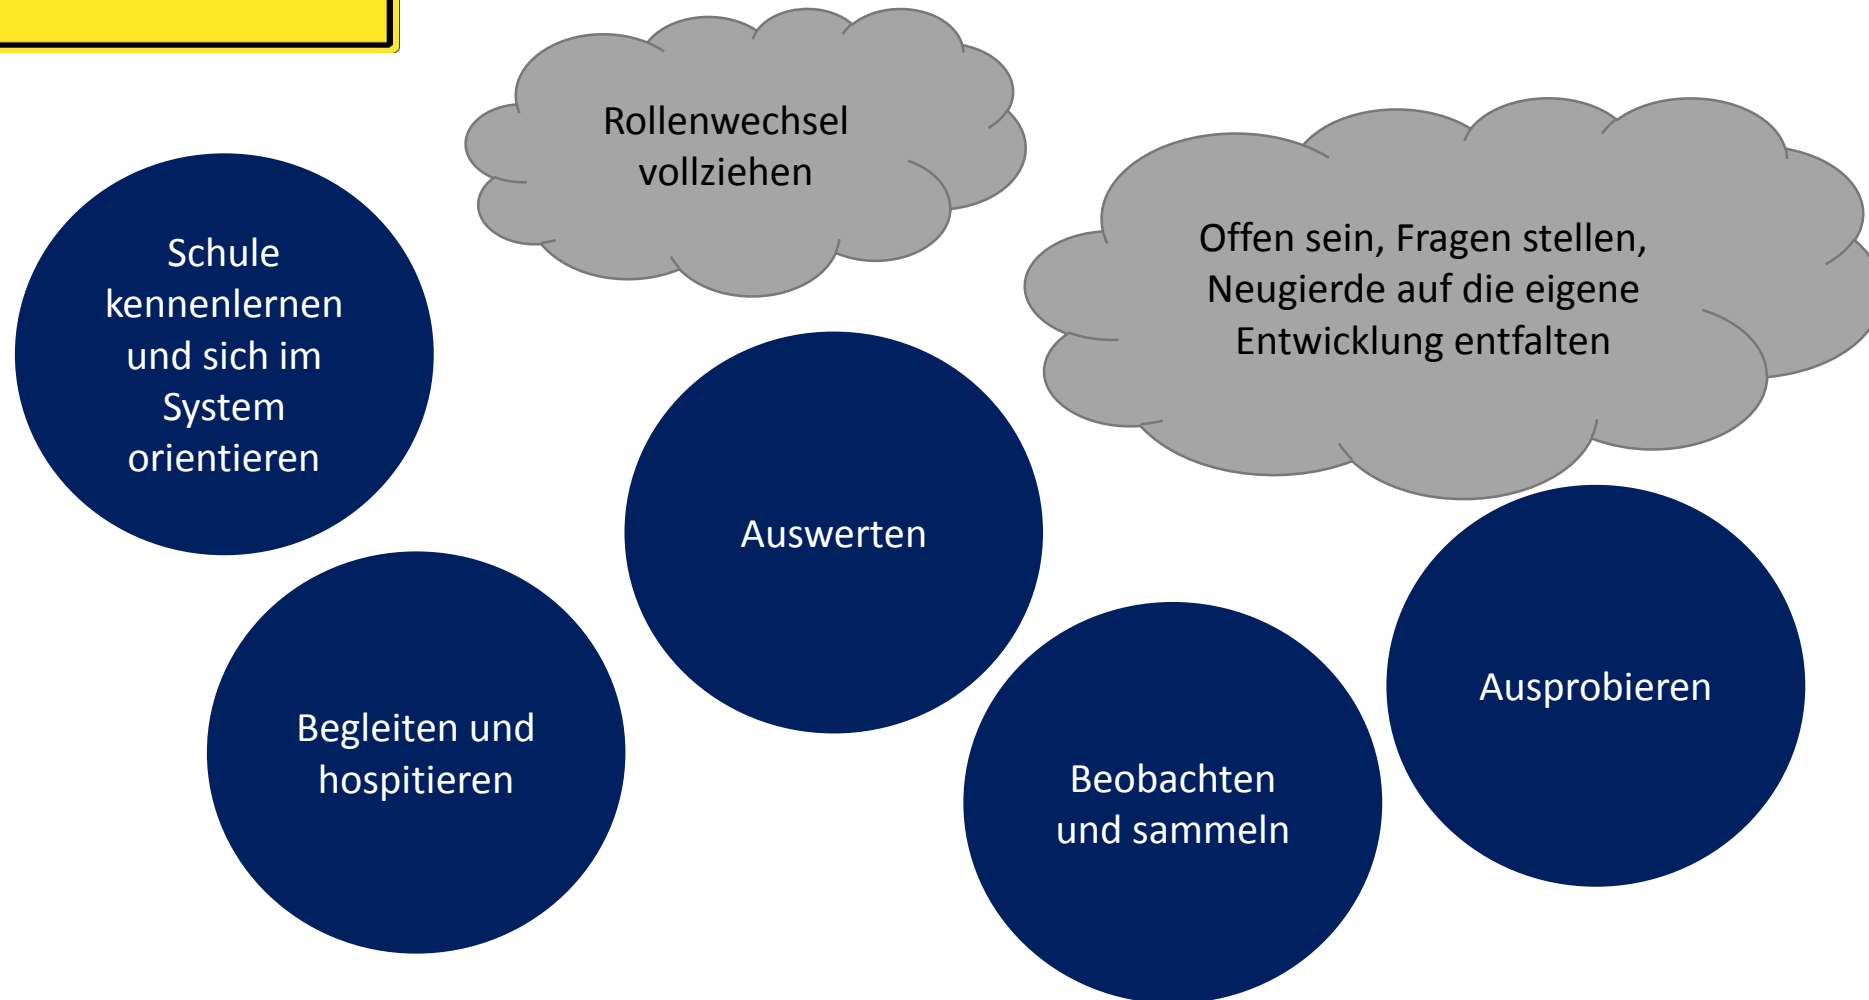 Rollenwechsel
vollziehen
Offen sein, Fragen stellen,
Neugierde auf die eigene
Entwicklung entfalten
Schule
kennenlernen
und sich im
System
orientieren
Auswerten
Ausprobieren
Begleiten und
hospitieren
Beobachten
und sammeln